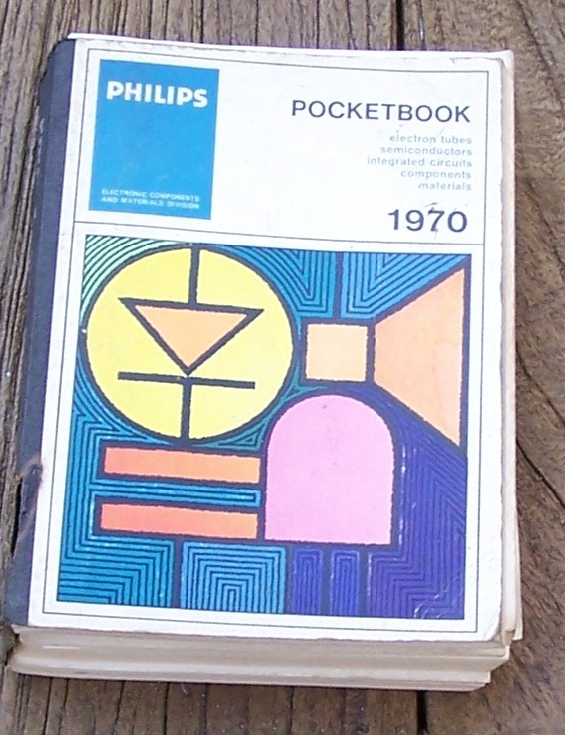 PHILIPS
ELECTRONIC COMPONENTS
AND MATERIALS DIVISION
POCKETBOOK
electron tubes
semiconductors
integrated circuits
components
materials
1970